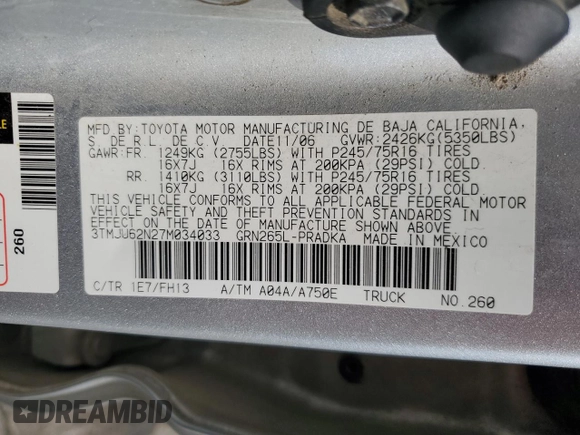 MFD.BY:TOYOTA MOTOR MANUFACTURING DE BAJA CALIFORNIA,
S DE R.L. DE C.V. DATE11/06 GVWR:2426KG(5350LBS)
GAWR:FR. 1249KG (2755LBS) WITH P245/75R16 TIRES
16X7J 16X RIMS AT 200KPA (29PSI) COLD
RR. 1410KG (3110LBS) WITH P245/75R16 TIRES
16X7J 16X RIMS AT 200KPA (29PSI) COLD
THIS VEHICLE CONFORMS TO ALL APPLICABLE FEDERAL MOTOR
VEHICLE SAFETY AND THEFT PREVENTION STANDARDS IN
EFFECT ON THE DATE OF MANUFACTURE SHOWN ABOVE.
3TMJU62N27M034033 GRN265L-PRADKA MADE IN MEXICO
C/TR 1E7/FH13 A/TM A04A/A750E TRUCK NO.260
260
DREAMBID